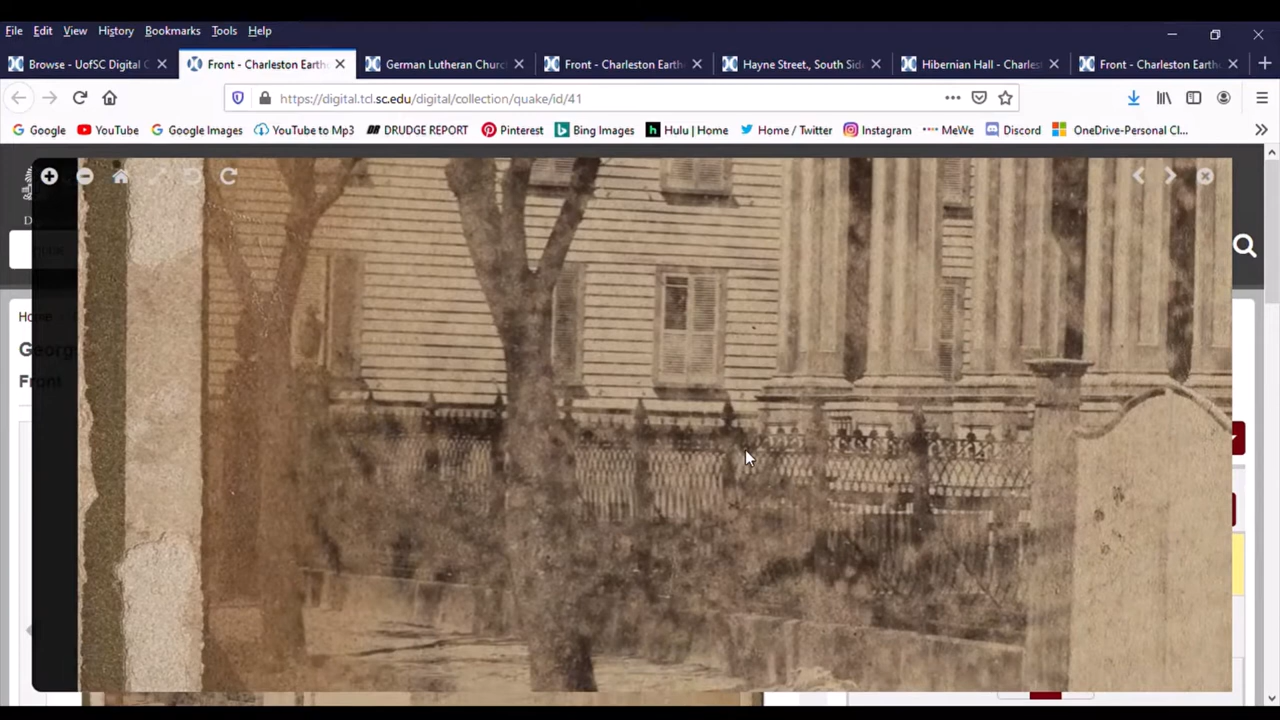 File Edit View History Bookmarks Tools Help
Browse - UofSC Digital C Front - Charleston Earth German Lutheran Churc Front - Charleston Earth Hayne Street., South Sid Hibernian Hall - Charles Front - Charleston Earth
https://digital.tcl.sc.edu/digital/collection/quake/id/41
Google YouTube Google Images YouTube to Mp3 DRUDGE REPORT Pinterest Bing Images Hulu | Home Home / Twitter Instagram MeWe Discord OneDrive-Personal Cl...
D
Home
Georg
Front